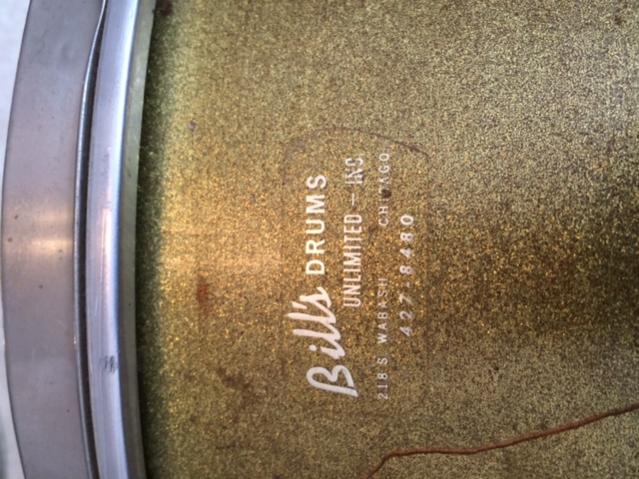 Bill's DRUMS
UNLIMITED - INC.
218 S WABASH CHICAGO
427-8480